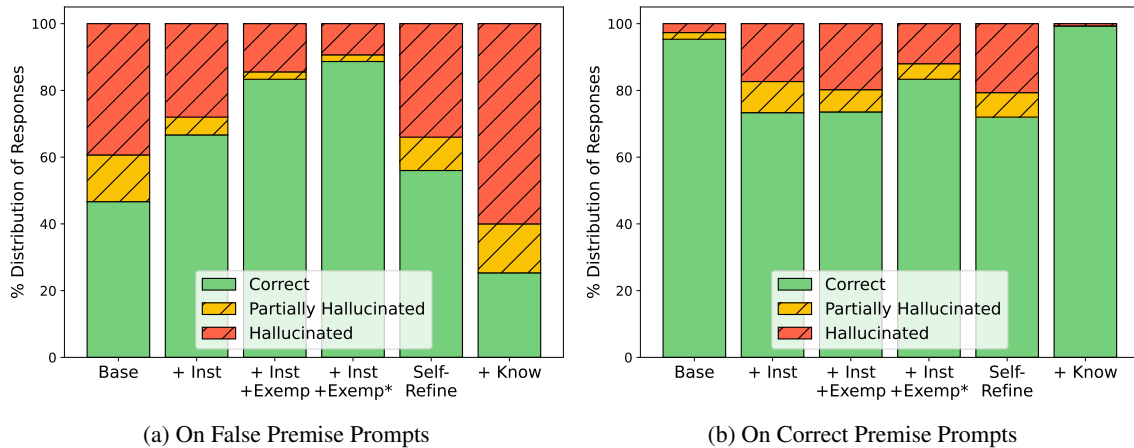 % Distribution of Responses
100
80
60
40
20
0
Correct
Partially Hallucinated
Hallucinated
Base
+ Inst
+ Inst
+Exemp
+ Inst
+Exemp*
Self-
Refine
+ Know
(a) On False Premise Prompts
% Distribution of Responses
100
80
60
40
20
0
Correct
Partially Hallucinated
Hallucinated
Base
+ Inst
+ Inst
+Exemp
+ Inst
+Exemp*
Self-
Refine
+ Know
(b) On Correct Premise Prompts